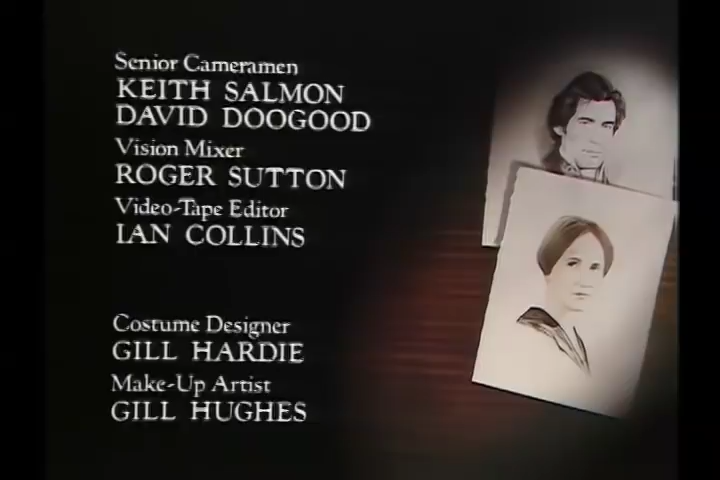 Senior Cameramen
KEITH SALMON
DAVID DOOGOOD
Vision Mixer
ROGER SUTTON
Video-Tape Editor
IAN COLLINS
Costume Designer
GILL HARDIE
Make-Up Artist
GILL HUGHES